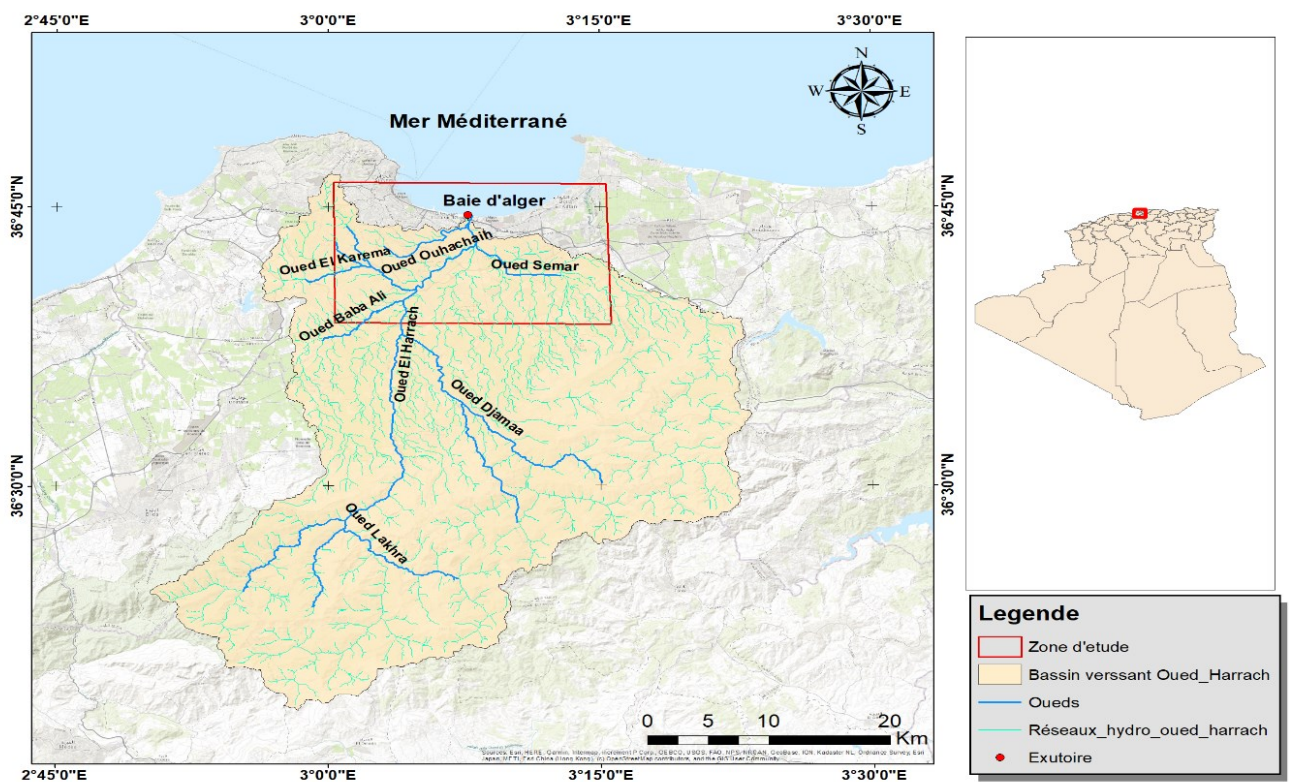 2°45'0"E
3°0'0"E
3°15'0"E
3°30'0"E
N
W
E
S
Mer Méditerrané
36°45'0"N
36°45'0"N
Baie d'alger
Oued El Karema
Oued Ouhachaih
Oued Semar
Oued Baba Ali
Oued El Harrach
Oued Djamaa
36°30'0"N
36°30'0"N
Oued Lakhra
0 5 10 20
Km
2°45'0"E
3°0'0"E
3°15'0"E
3°30'0"E
Legende
Zone d'etude
Bassin verssant Oued_Harrach
Oueds
Réseaux_hydro_oued_harrach
Exutoire